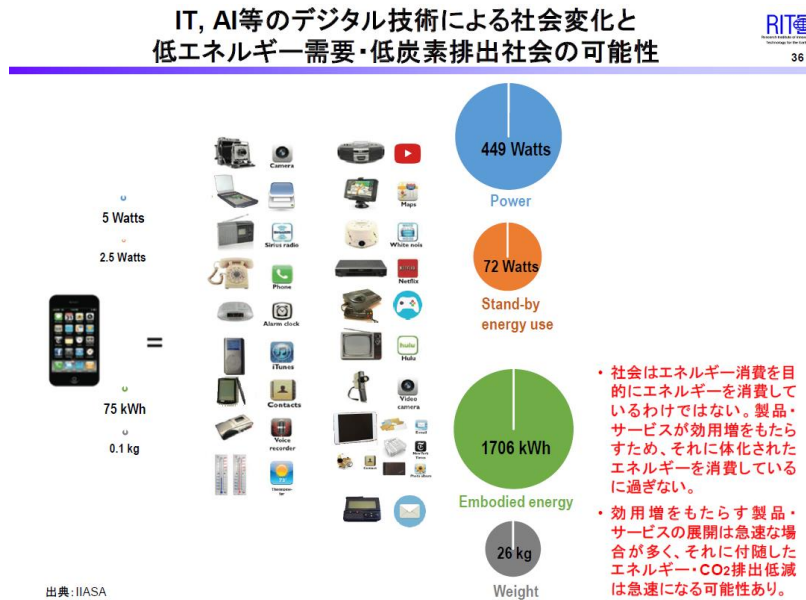 IT, AI等のデジタル技術による社会変化と
低エネルギー需要・低炭素排出社会の可能性
RITE
36
5 Watts
2.5 Watts
=
75 kWh
0.1 kg
Camera
Sirius radio
Phone
Alarm clock
iTunes
Contacts
Voice
recorder
Maps
White nois
Netflix
hulu
Hulu
Video
camera
449 Watts
Power
72 Watts
Stand-by
energy use
1706 kWh
Embodied energy
26 kg
Weight
• 社会はエネルギー消費を目
的にエネルギーを消費して
いるわけではない。製品・
サービスが効用増をもたら
すため、それに体化された
エネルギーを消費している
に過ぎない。
• 効用増をもたらす製品・
サービスの展開は急速な場
合が多く、それに付随した
エネルギー・CO2排出低減
は急速になる可能性あり。
出典：IIASA